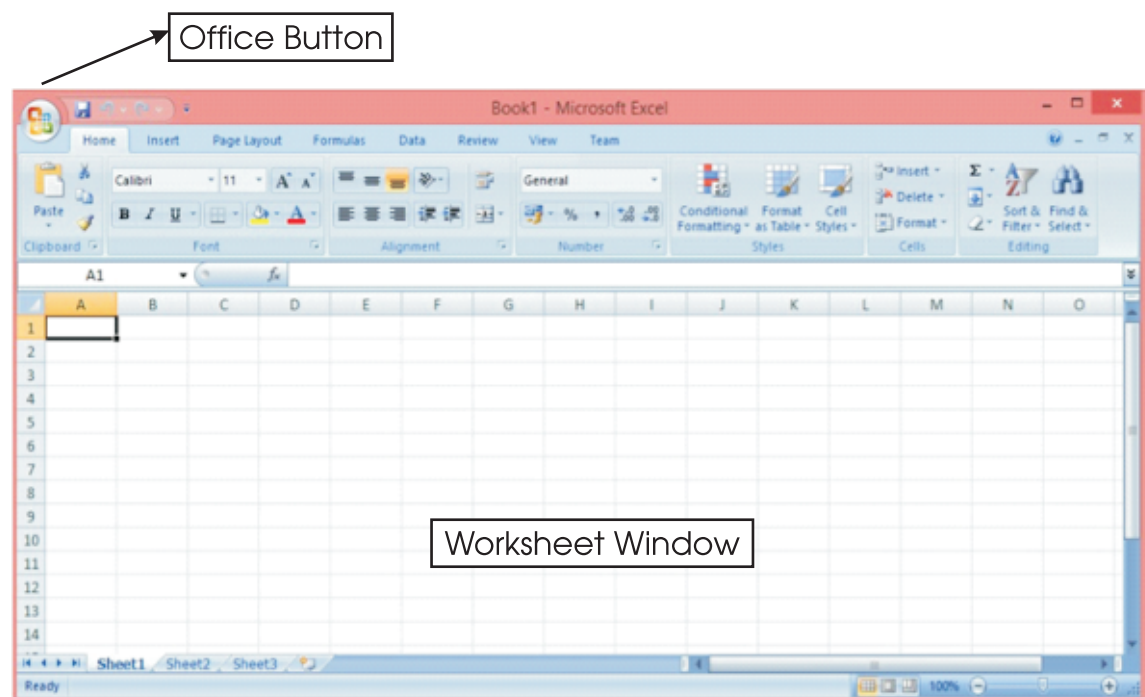 Office Button
Book1 - Microsoft Excel
Home Insert Page Layout Formulas Data Review View Team
Calibri 11 General
Paste
B I U % ,
Conditional Formatting Format as Table Cell Styles
Insert
Delete
Format
Σ
Sort & Filter Find & Select
Clipboard Font Alignment Number Styles Cells Editing
A1 fx
A B C D E F G H I J K L M N O
1
2
3
4
5
6
7
8
9
10
11
12
13
14
Worksheet Window
Sheet1 Sheet2 Sheet3
Ready 100%